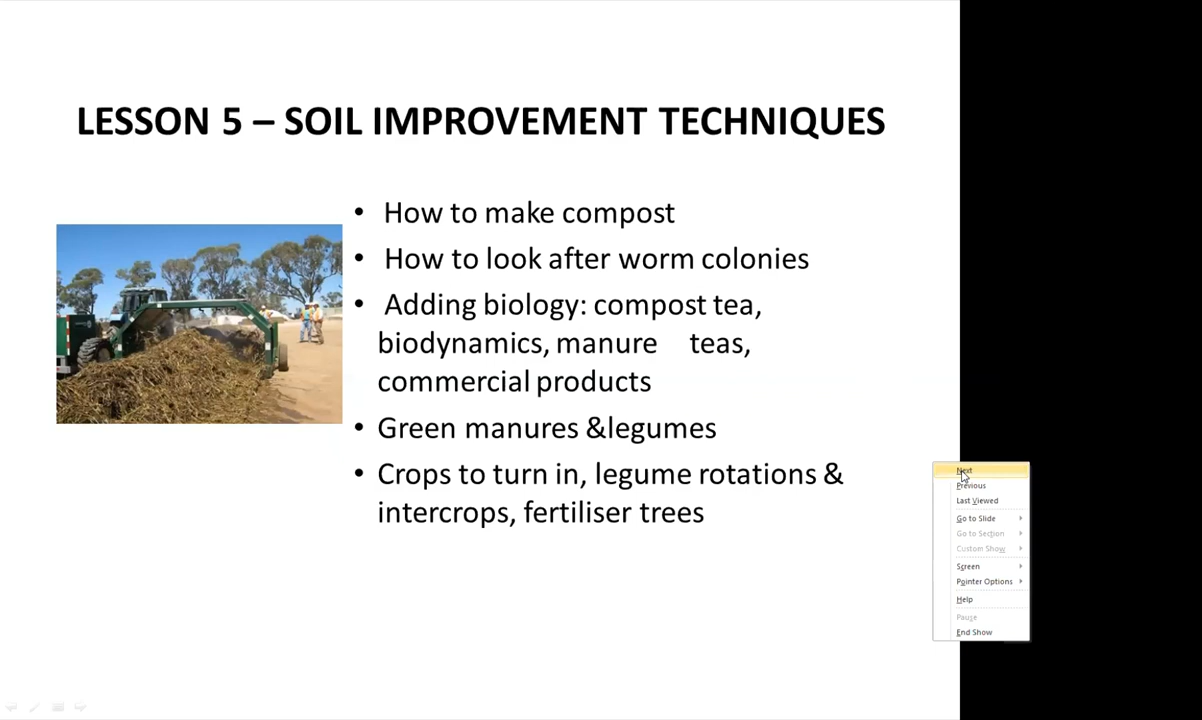 LESSON 5 – SOIL IMPROVEMENT TECHNIQUES
• How to make compost
• How to look after worm colonies
• Adding biology: compost tea,
biodynamics, manure teas,
commercial products
• Green manures &legumes
• Crops to turn in, legume rotations &
intercrops, fertiliser trees
Next
Previous
Last Viewed
Go to Slide
Go to Section
Custom Show
Screen
Pointer Options
Help
Pause
End Show